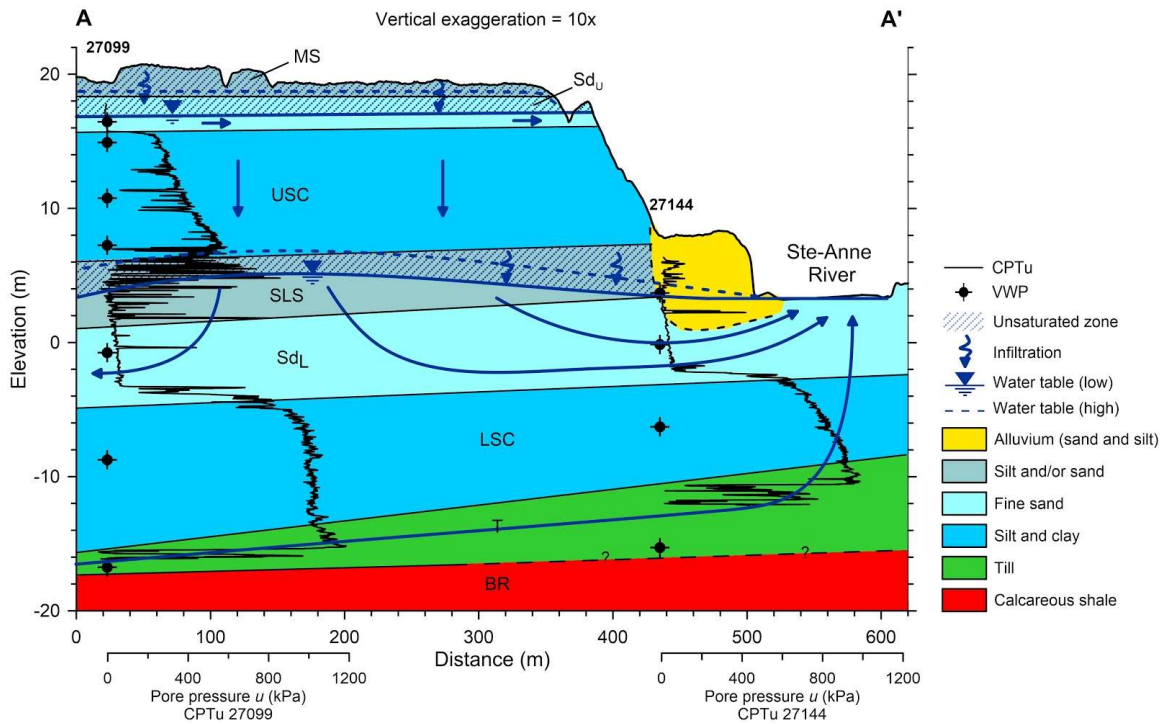 A
Vertical exaggeration = 10x
A'
27099
MS
Sd U
USC
27144
Ste-Anne
River
SLS
Sd L
LSC
T
?
?
BR
20
10
0
-10
-20
Elevation (m)
0
100
200
300
400
500
600
Distance (m)
0
400
800
1200
Pore pressure u (kPa)
CPTu 27099
0
400
800
1200
Pore pressure u (kPa)
CPTu 27144
CPTu
VWP
Unsaturated zone
Infiltration
Water table (low)
Water table (high)
Alluvium (sand and silt)
Silt and/or sand
Fine sand
Silt and clay
Till
Calcareous shale